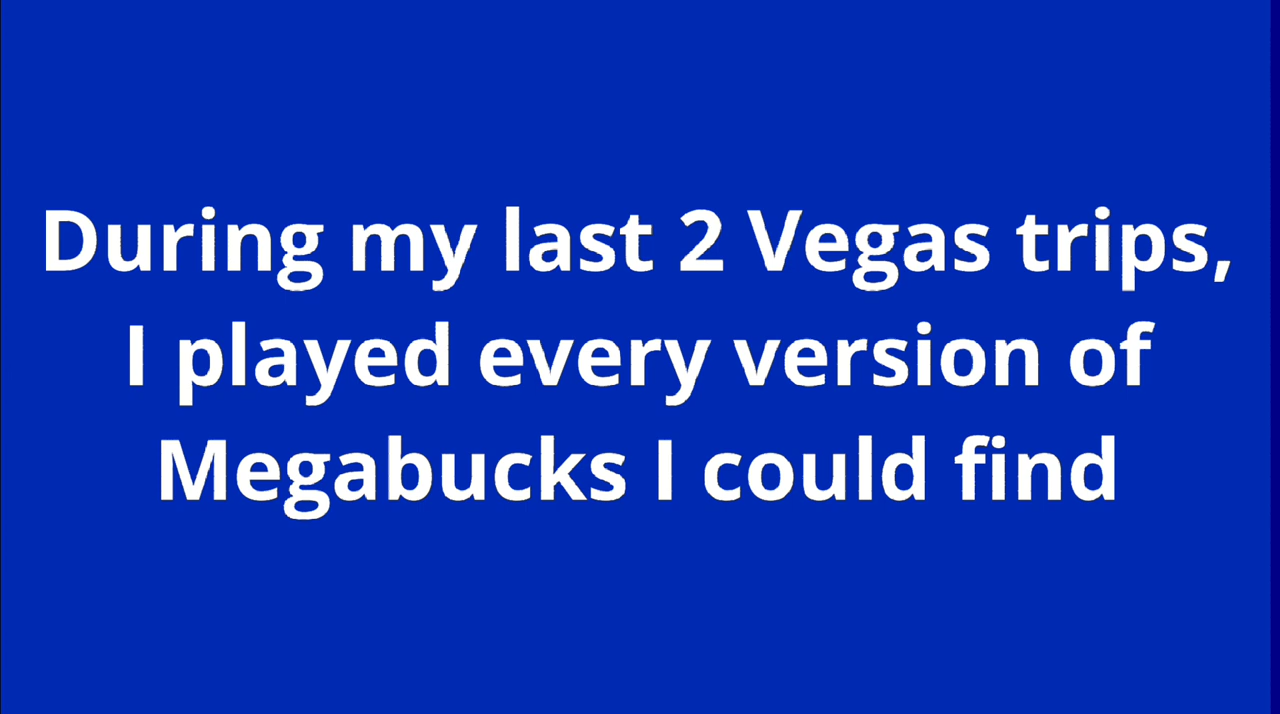 During my last 2 Vegas trips,
I played every version of
Megabucks I could find